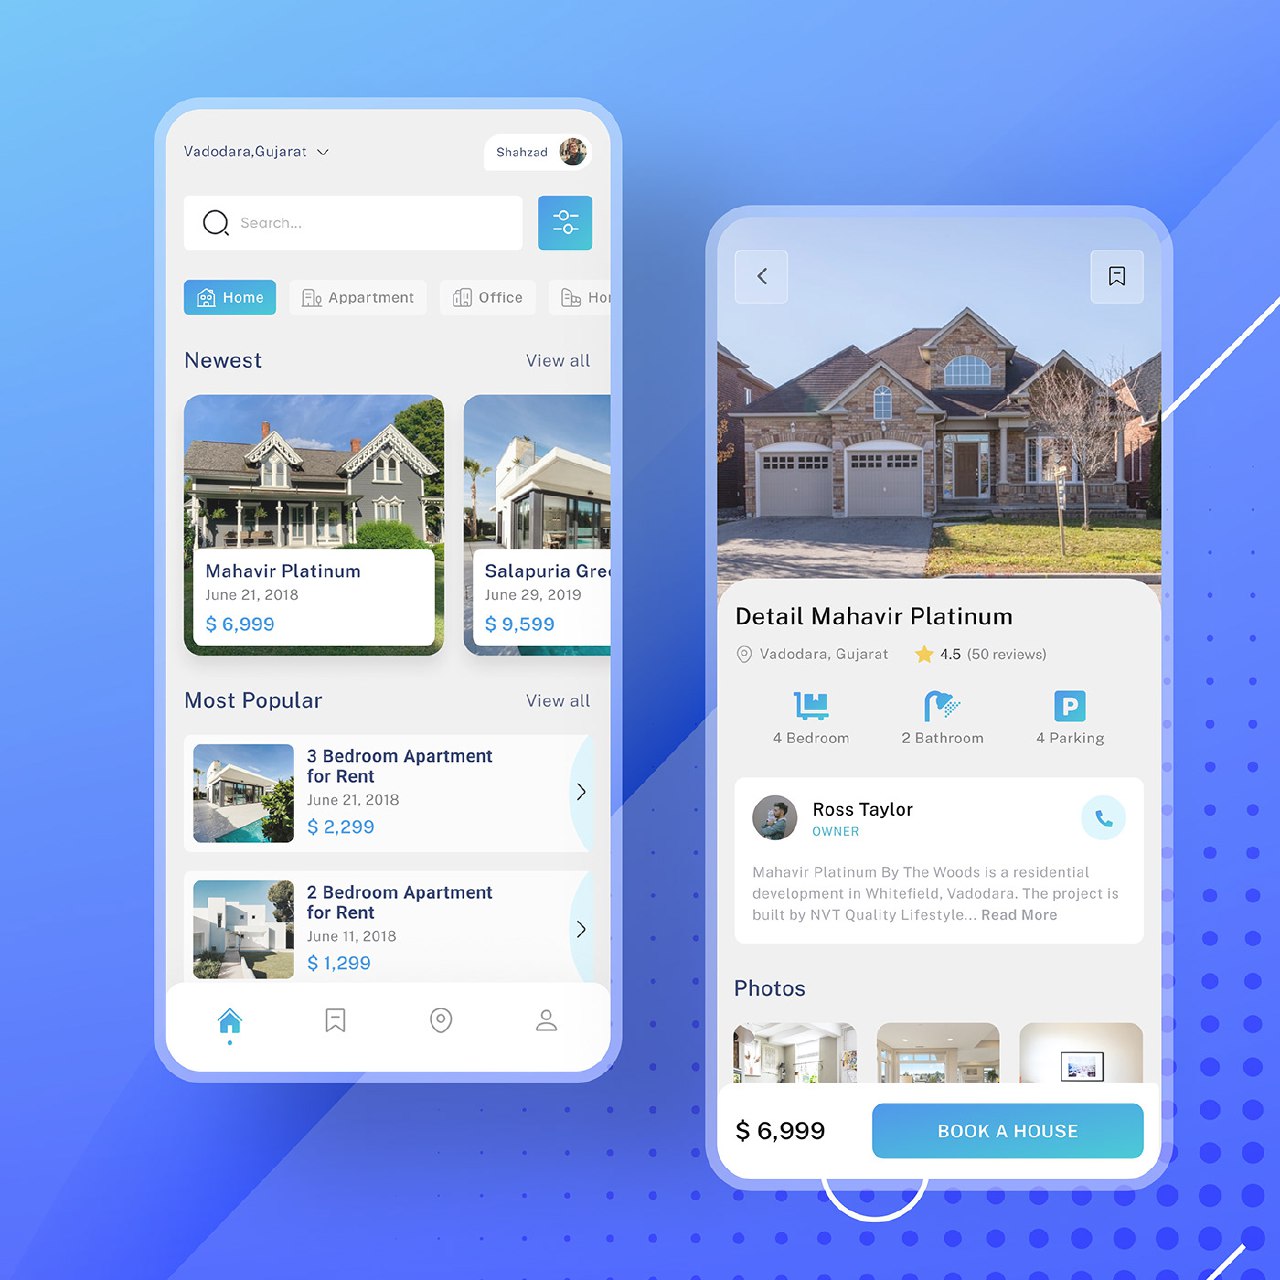 Vadodara,Gujarat
Shahzad
Search...
Home
Appartment
Office
Hor
Newest
View all
Mahavir Platinum
June 21, 2018
$ 6,999
Salapuria Gree
June 29, 2019
$ 9,599
Most Popular
View all
3 Bedroom Apartment
for Rent
June 21, 2018
$ 2,299
2 Bedroom Apartment
for Rent
June 11, 2018
$ 1,299
Detail Mahavir Platinum
Vadodara, Gujarat
4.5 (50 reviews)
4 Bedroom
2 Bathroom
P
4 Parking
Ross Taylor
OWNER
Mahavir Platinum By The Woods is a residential
development in Whitefield, Vadodara. The project is
built by NVT Quality Lifestyle... Read More
Photos
$ 6,999
BOOK A HOUSE